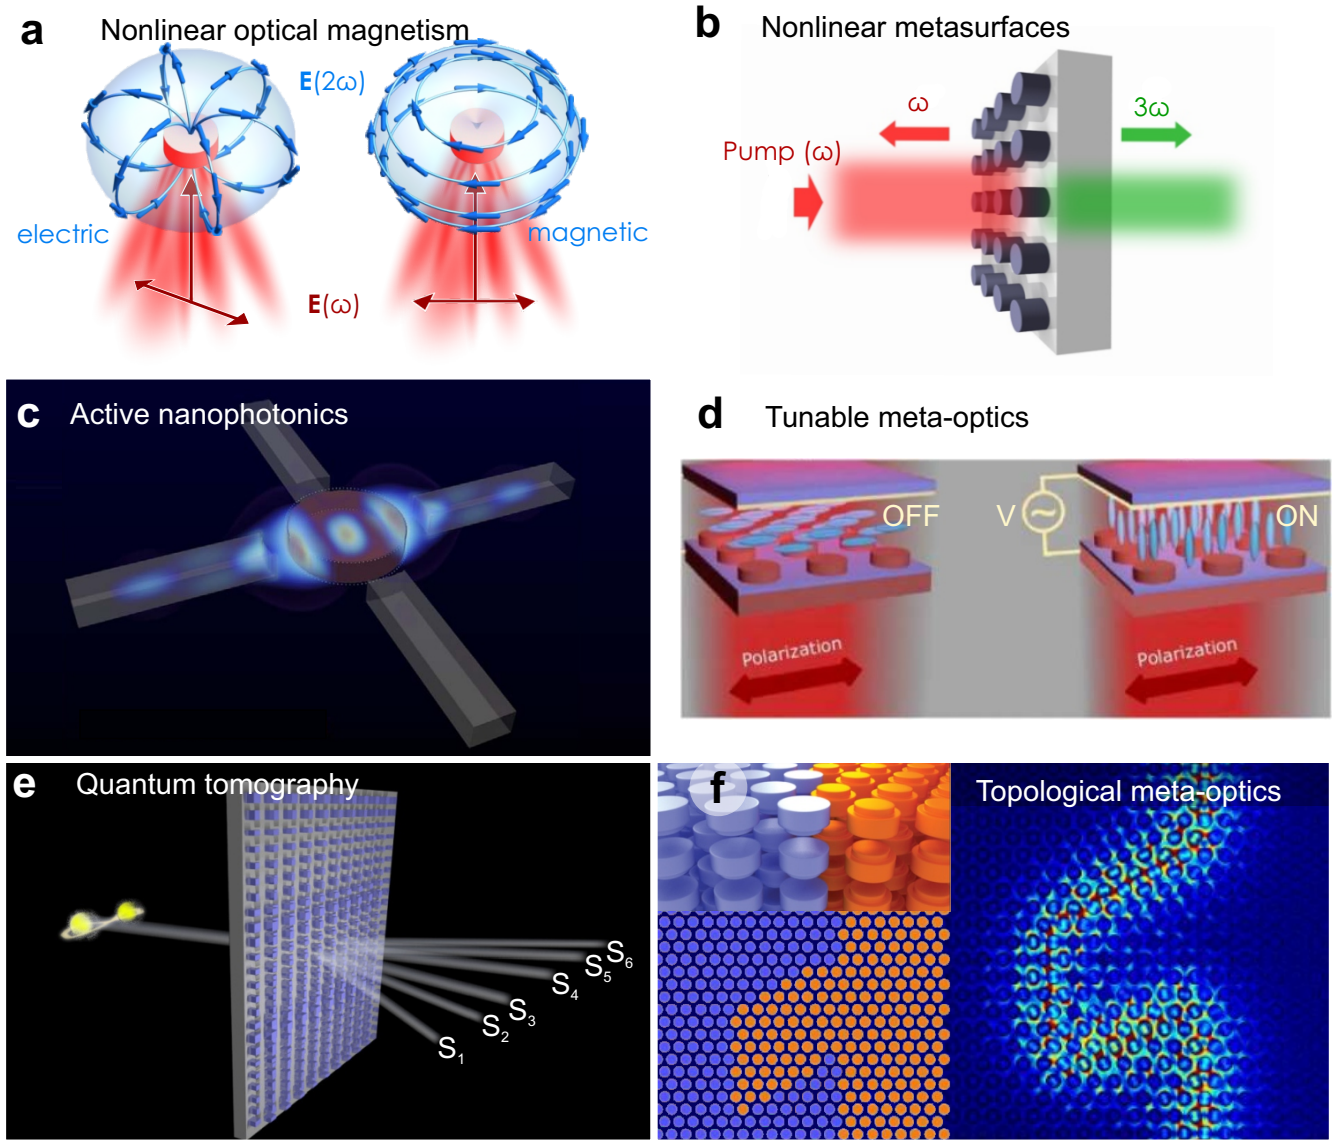 a Nonlinear optical magnetism
E(2ω)
electric
magnetic
E(ω)
b Nonlinear metasurfaces
ω
3ω
Pump (ω)
c Active nanophotonics
d Tunable meta-optics
OFF
V
ON
Polarization
Polarization
e Quantum tomography
S6
S5
S4
S3
S2
S1
f Topological meta-optics